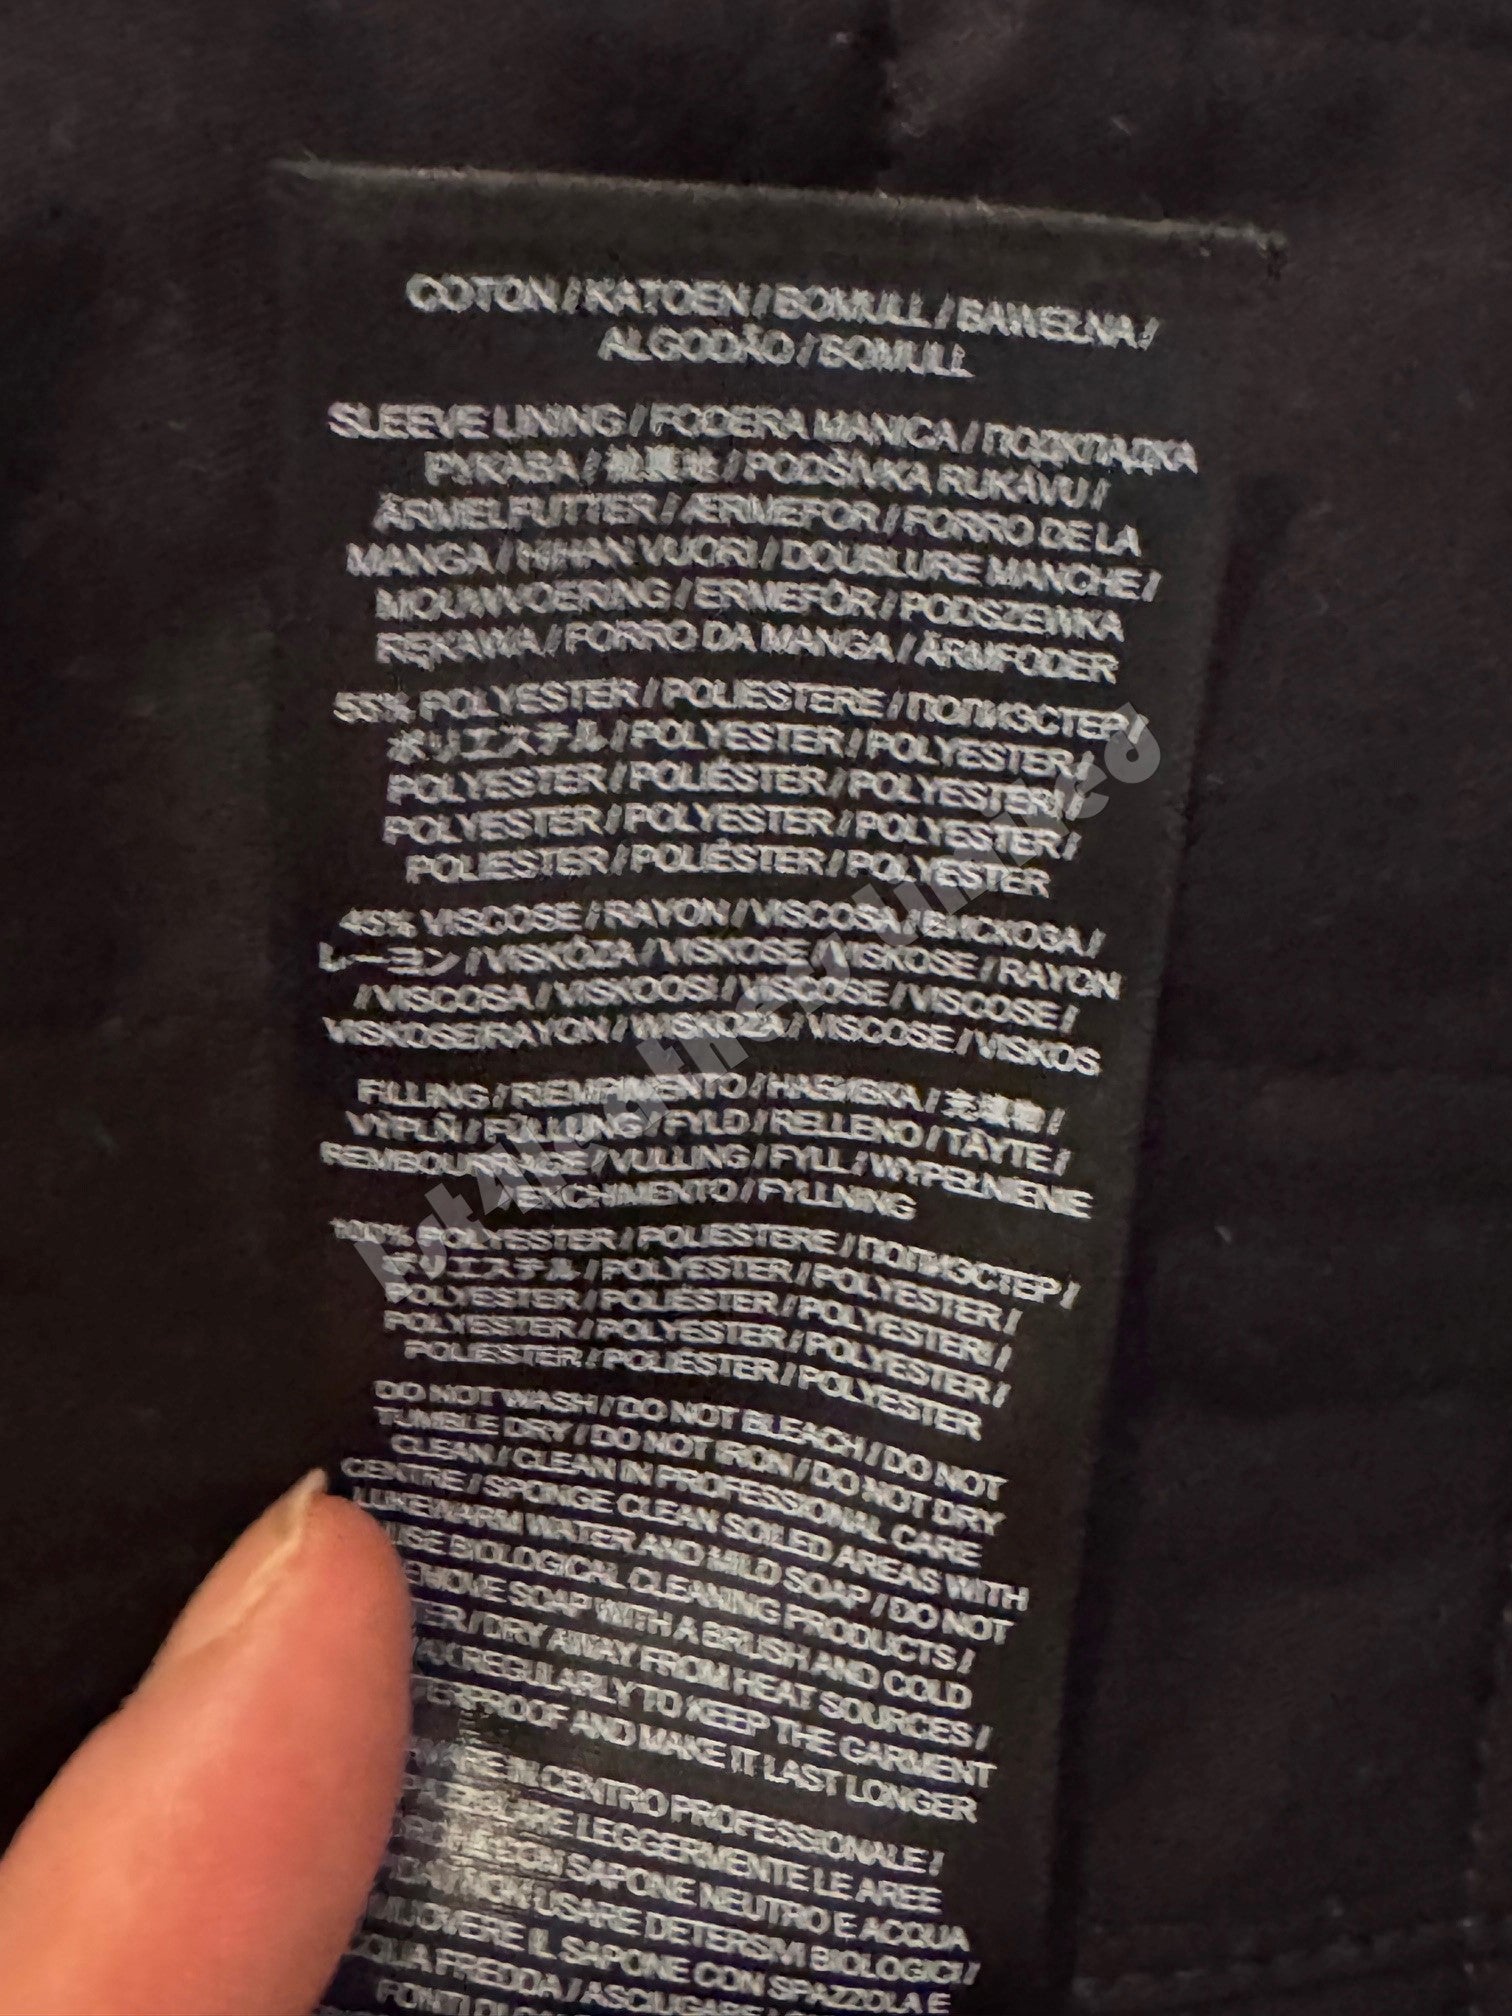 COTON / KATOEN / BOMULL / BAWEŁNA /
ALGODÃO / BOMULL
SLEEVE LINING / FODERA MANICA / ПОДКЛАДКА
РУКАВА / / PODŠÍVKA RUKÁVU /
ÄRMELFUTTER / ÆRMEFOR / FORRO DE LA
MANGA / HIHAN VUORI / DOUBLURE MANCHE /
MOUWVOERING / ERMEFÔR / PODSZEWKA
RĘKAWA / FORRO DA MANGA / ÄRMFODER
55% POLYESTER / POLIESTERE / ПОЛИЭСТЕР /
ポリエステル / POLYESTER / POLYESTER /
POLYESTER / POLIÉSTER / POLYESTERI /
POLYESTER / POLYESTER / POLYESTER /
POLIESTER / POLIÉSTER / POLYESTER
45% VISCOSE / RAYON / VISCOSA / ВИСКОЗА /
レーヨン / VISKÓZA / VISKOSE / VISKOSE / RAYON
/ VISCOSA / VISKOOSI / VISCOSE / VISCOSE /
VISKOSE/RAYON / WISKOZA / VISCOSE / VISKOS
FILLING / RIEMPIMENTO / НАБИВКА / 充填物 /
VÝPLŇ / FÜLLUNG / FYLD / RELLENO / TÄYTE /
REMBOURRAGE / VULLING / FYLL / WYPEŁNIENIE
/ ENCHIMENTO / FYLLNING
100% POLYESTER / POLIESTERE / ПОЛИЭСТЕР /
ポリエステル / POLYESTER / POLYESTER /
POLYESTER / POLIÉSTER / POLYESTERI /
POLYESTER / POLYESTER / POLYESTER /
POLIESTER / POLIÉSTER / POLYESTER
DO NOT WASH / DO NOT BLEACH / DO NOT
TUMBLE DRY / DO NOT IRON / DO NOT DRY
CLEAN / CLEAN IN PROFESSIONAL CARE
CENTRE / SPONGE CLEAN SOILED AREAS WITH
LUKEWARM WATER AND MILD SOAP / DO NOT
USE BIOLOGICAL CLEANING PRODUCTS /
REMOVE SOAP WITH A BRUSH AND COLD
/ DRY AWAY FROM HEAT SOURCES /
REGULARLY TO KEEP THE GARMENT
AND MAKE IT LAST LONGER
IN CENTRO PROFESSIONALE /
LEGGERMENTE LE AREE
CON SAPONE NEUTRO E ACQUA
NON USARE DETERSIVI BIOLOGICI /
IL SAPONE CON SPAZZOLA E
FREDDA / ASCIUGARE
FONTI DI